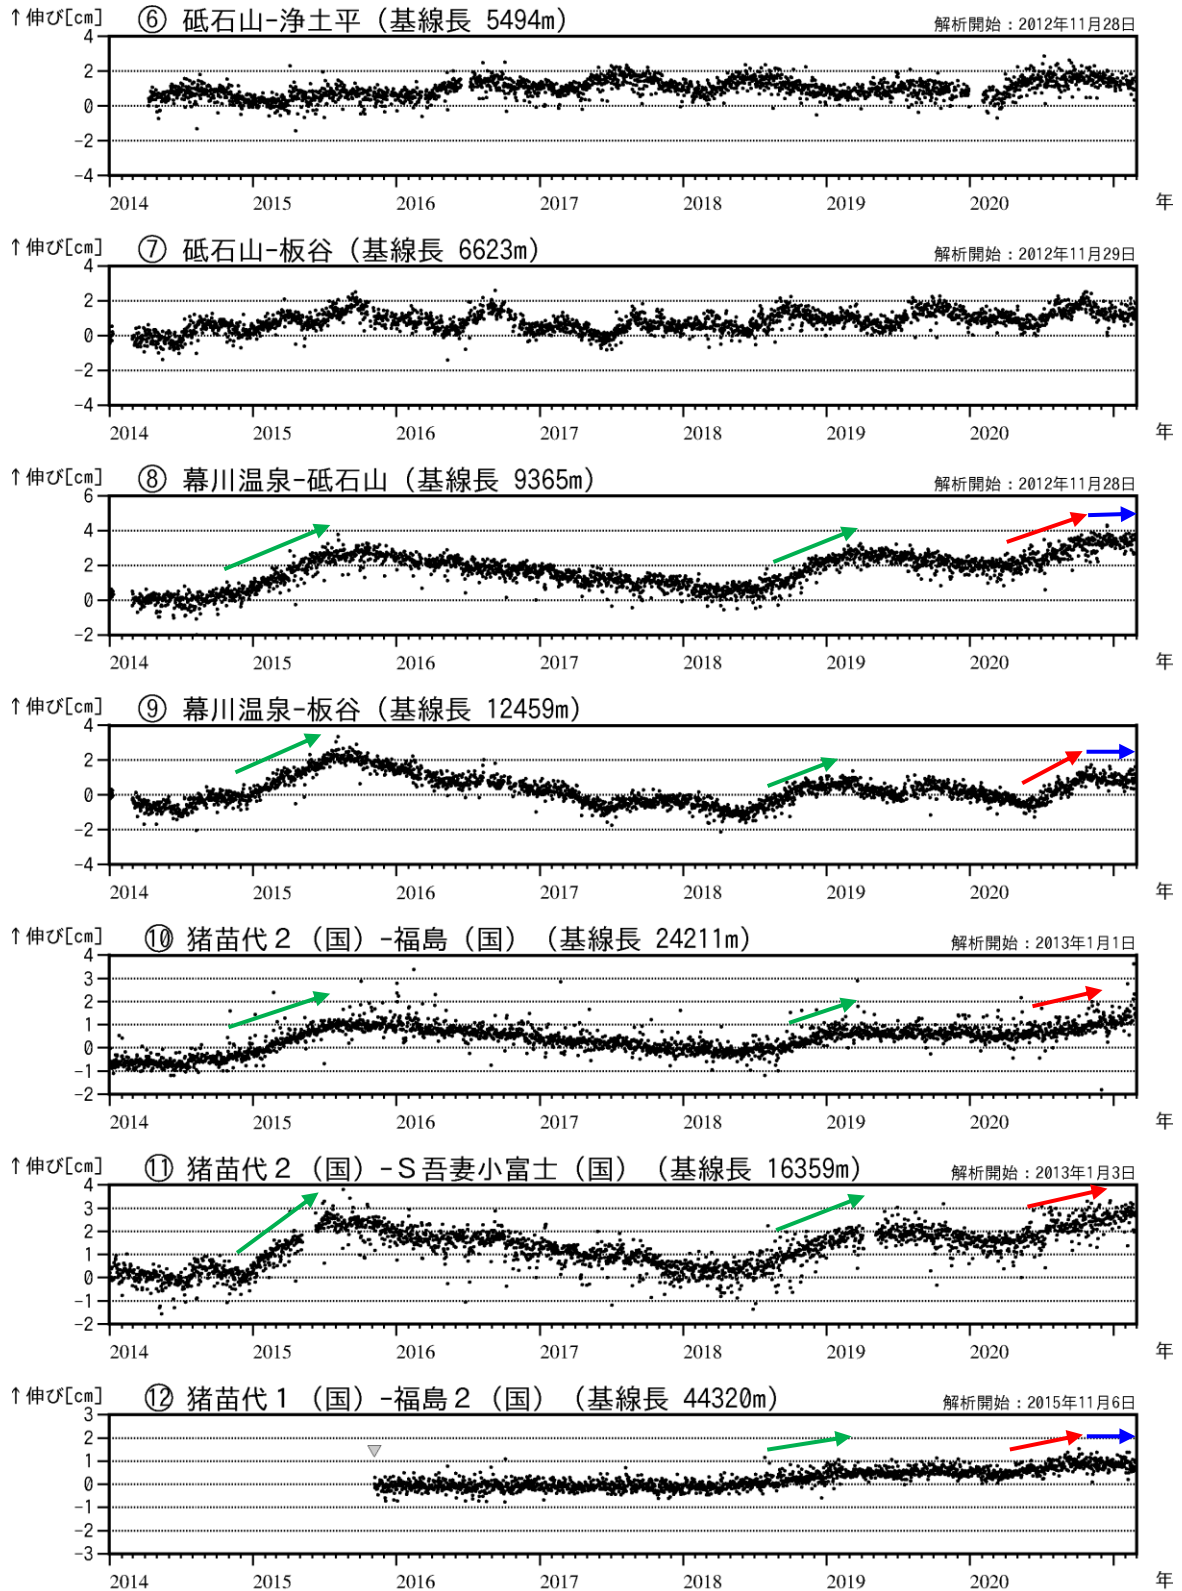 ↑伸び[cm] ⑥ 砥石山-浄土平（基線長 5494m） 解析開始：2012年11月28日
4
2
0
-2
-4
2014 2015 2016 2017 2018 2019 2020 年
↑伸び[cm] ⑦ 砥石山-板谷（基線長 6623m） 解析開始：2012年11月29日
4
2
0
-2
-4
2014 2015 2016 2017 2018 2019 2020 年
↑伸び[cm] ⑧ 幕川温泉-砥石山（基線長 9365m） 解析開始：2012年11月28日
6
4
2
0
-2
2014 2015 2016 2017 2018 2019 2020 年
↑伸び[cm] ⑨ 幕川温泉-板谷（基線長 12459m）
4
2
0
-2
-4
2014 2015 2016 2017 2018 2019 2020 年
↑伸び[cm] ⑩ 猪苗代２（国）-福島（国）（基線長 24211m） 解析開始：2013年1月1日
4
3
2
1
0
-1
-2
2014 2015 2016 2017 2018 2019 2020 年
↑伸び[cm] ⑪ 猪苗代２（国）-Ｓ吾妻小富士（国）（基線長 16359m） 解析開始：2013年1月3日
4
3
2
1
0
-1
-2
2014 2015 2016 2017 2018 2019 2020 年
↑伸び[cm] ⑫ 猪苗代１（国）-福島２（国）（基線長 44320m） 解析開始：2015年11月6日
3
2
1
0
-1
-2
-3
2014 2015 2016 2017 2018 2019 2020 年